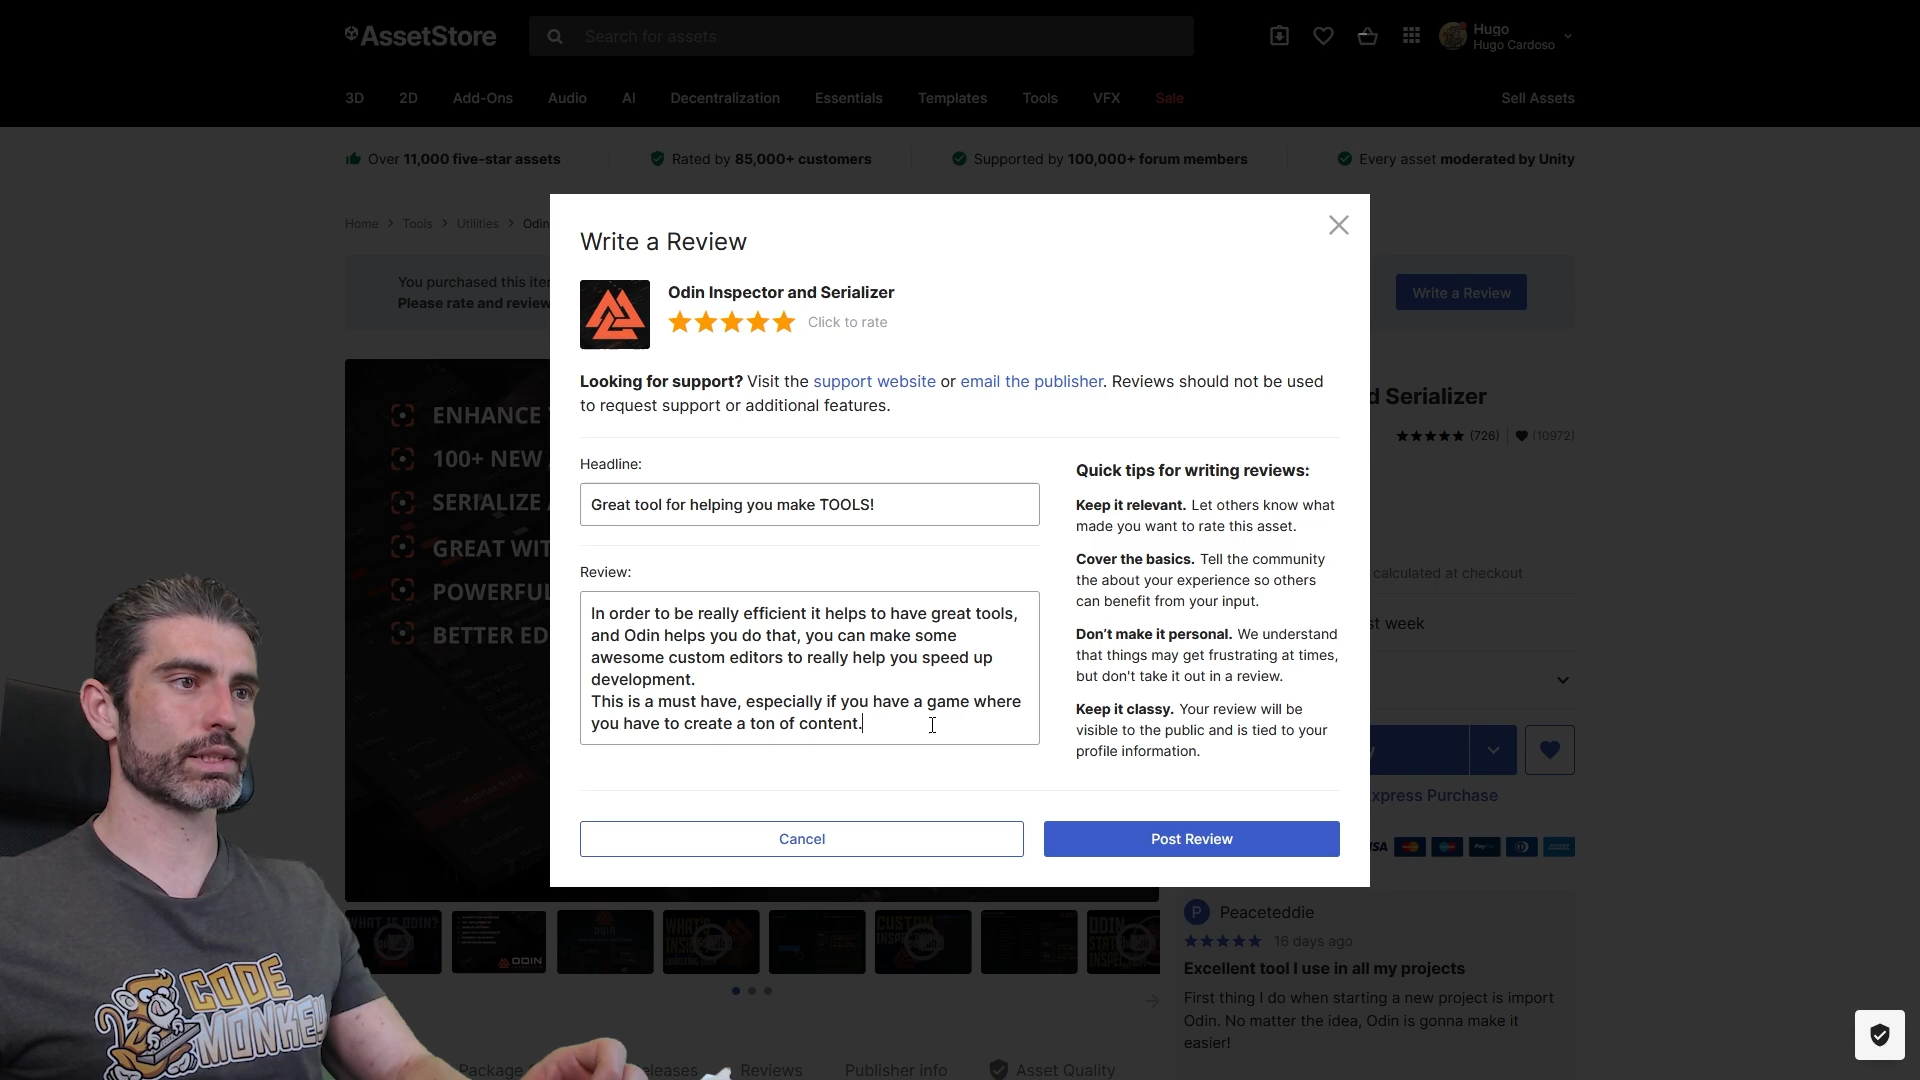 AssetStore
Search for assets
Hugo
Hugo Cardoso
3D 2D Add-Ons Audio AI Decentralization Essentials Templates Tools VFX Sale Sell Assets
Over 11,000 five-star assets
Rated by 85,000+ customers
Supported by 100,000+ forum members
Every asset moderated by Unity
Home > Tools > Utilities > Odin
You purchased this ite
Please rate and review
Write a Review
Write a Review
Odin Inspector and Serializer
Click to rate
Looking for support? Visit the support website or email the publisher. Reviews should not be used
to request support or additional features.
Headline:
Great tool for helping you make TOOLS!
Review:
In order to be really efficient it helps to have great tools,
and Odin helps you do that, you can make some
awesome custom editors to really help you speed up
development.
This is a must have, especially if you have a game where
you have to create a ton of content.
Quick tips for writing reviews:
Keep it relevant. Let others know what
made you want to rate this asset.
Cover the basics. Tell the community
the about your experience so others
can benefit from your input.
Don't make it personal. We understand
that things may get frustrating at times,
but don't take it out in a review.
Keep it classy. Your review will be
visible to the public and is tied to your
profile information.
Cancel
Post Review
ENHANCE
100+ NEW
SERIALIZE
GREAT WIT
POWERFUL
BETTER ED
d Serializer
(726) (10972)
calculated at checkout
st week
y
xpress Purchase
VISA
PayPal
WHAT IS ODIN?
ODIN
ODIN
P Peaceteddie
16 days ago
Excellent tool I use in all my projects
First thing I do when starting a new project is import
Odin. No matter the idea, Odin is gonna make it
easier!
Package
eleases
Reviews
Publisher info
Asset Quality
CODE
MONKEY